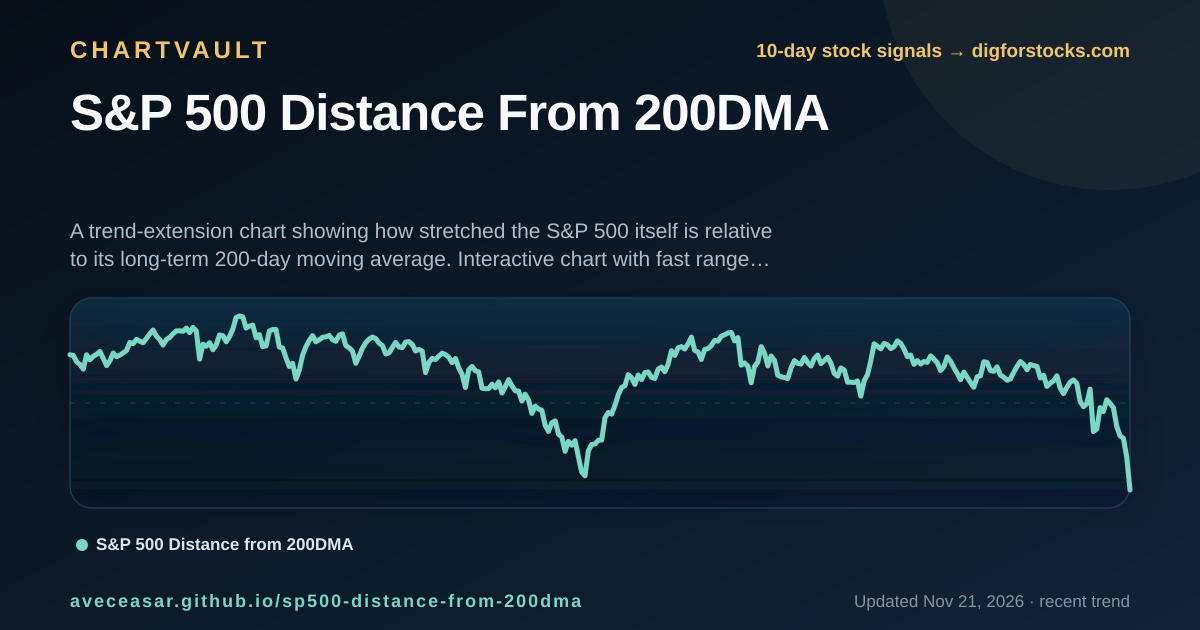 CHARTVAULT
10-day stock signals → digforstocks.com
S&P 500 Distance From 200DMA
A trend-extension chart showing how stretched the S&P 500 itself is relative
to its long-term 200-day moving average. Interactive chart with fast range…
S&P 500 Distance from 200DMA
aveceasar.github.io/sp500-distance-from-200dma
Updated Nov 21, 2026 · recent trend